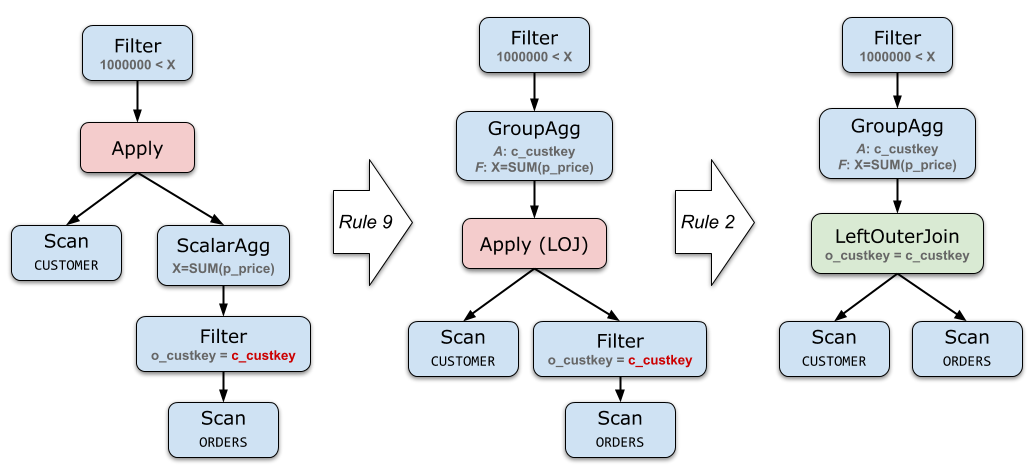 Filter
1000000 < X
Apply
Scan
CUSTOMER
ScalarAgg
X=SUM(p_price)
Filter
o_custkey = c_custkey
Scan
ORDERS
Rule 9
Filter
1000000 < X
GroupAgg
A: c_custkey
F: X=SUM(p_price)
Apply (LOJ)
Scan
CUSTOMER
Filter
o_custkey = c_custkey
Scan
ORDERS
Rule 2
Filter
1000000 < X
GroupAgg
A: c_custkey
F: X=SUM(p_price)
LeftOuterJoin
o_custkey = c_custkey
Scan
CUSTOMER
Scan
ORDERS